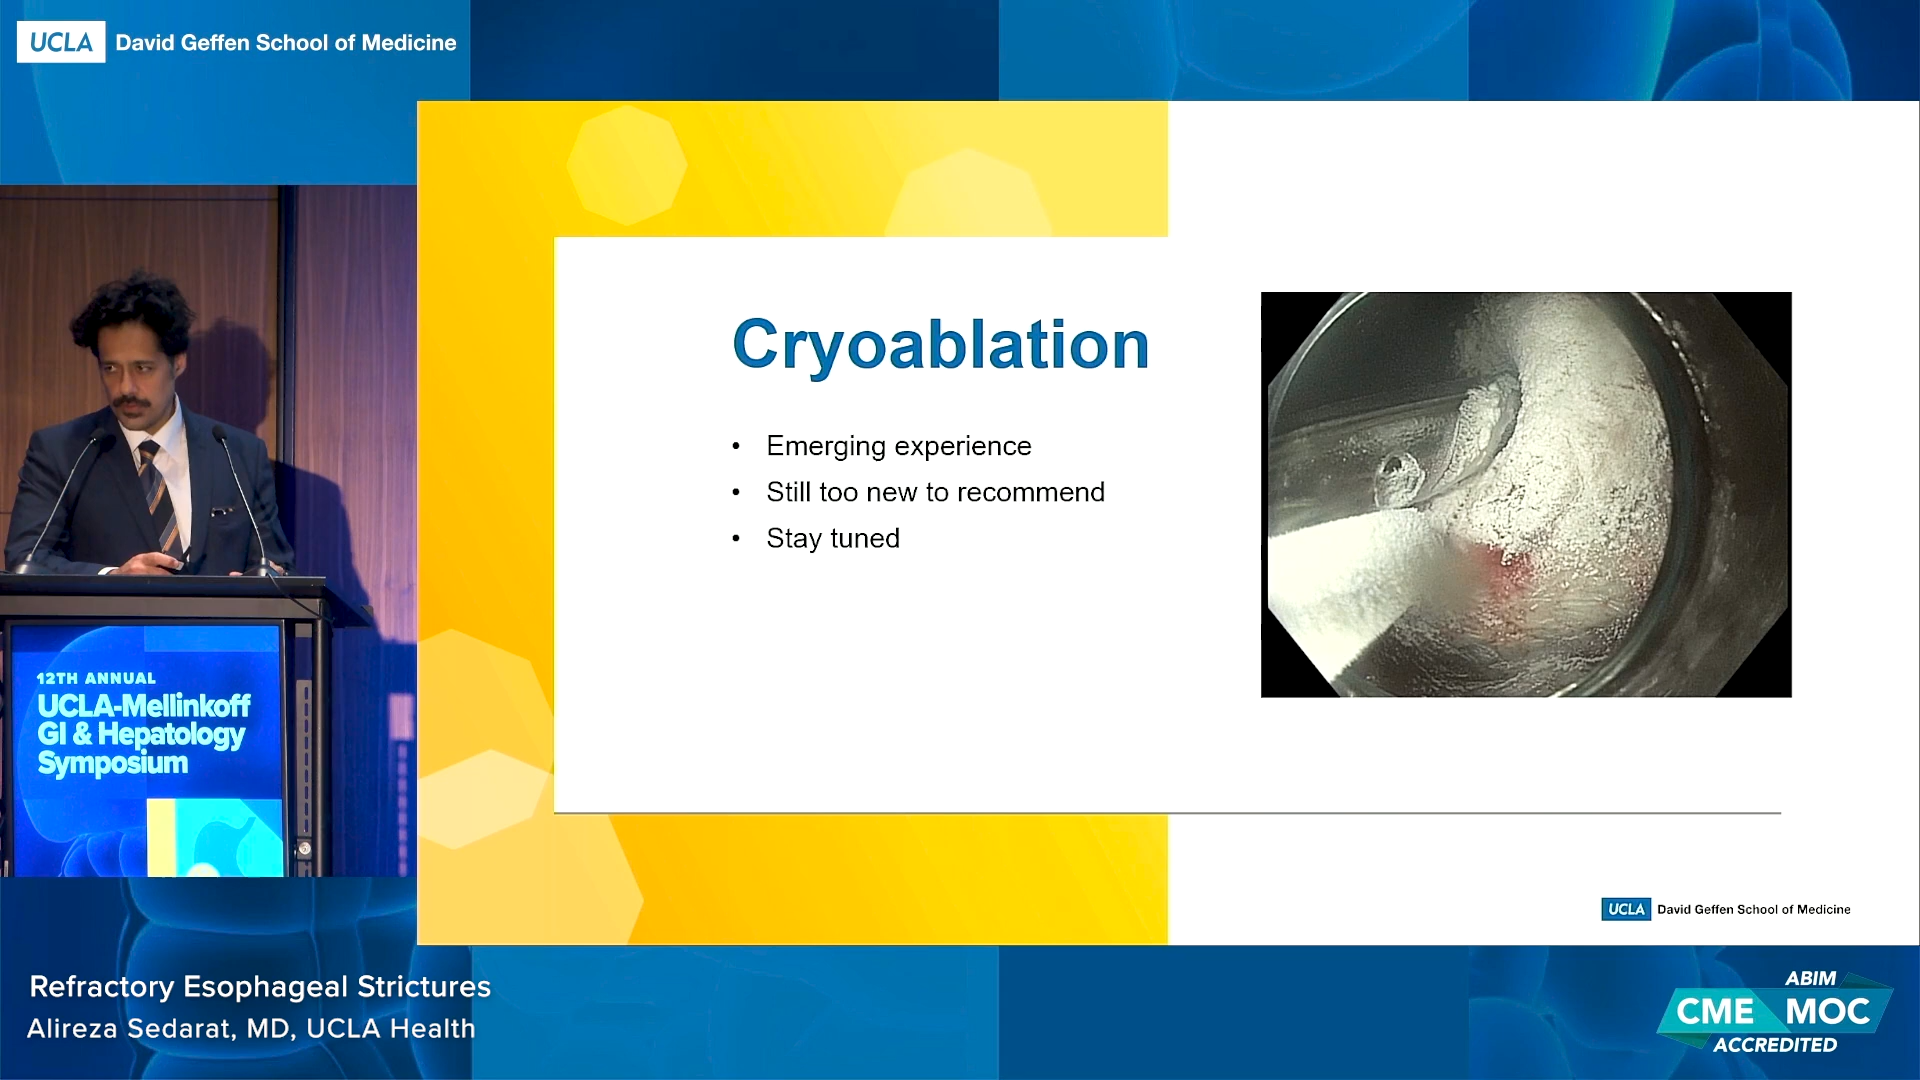 UCLA David Geffen School of Medicine
Cryoablation
• Emerging experience
• Still too new to recommend
• Stay tuned
12TH ANNUAL
UCLA-Mellinkoff
GI & Hepatology
Symposium
UCLA David Geffen School of Medicine
Refractory Esophageal Strictures
Alireza Sedarat, MD, UCLA Health
ABIM
CME MOC
ACCREDITED